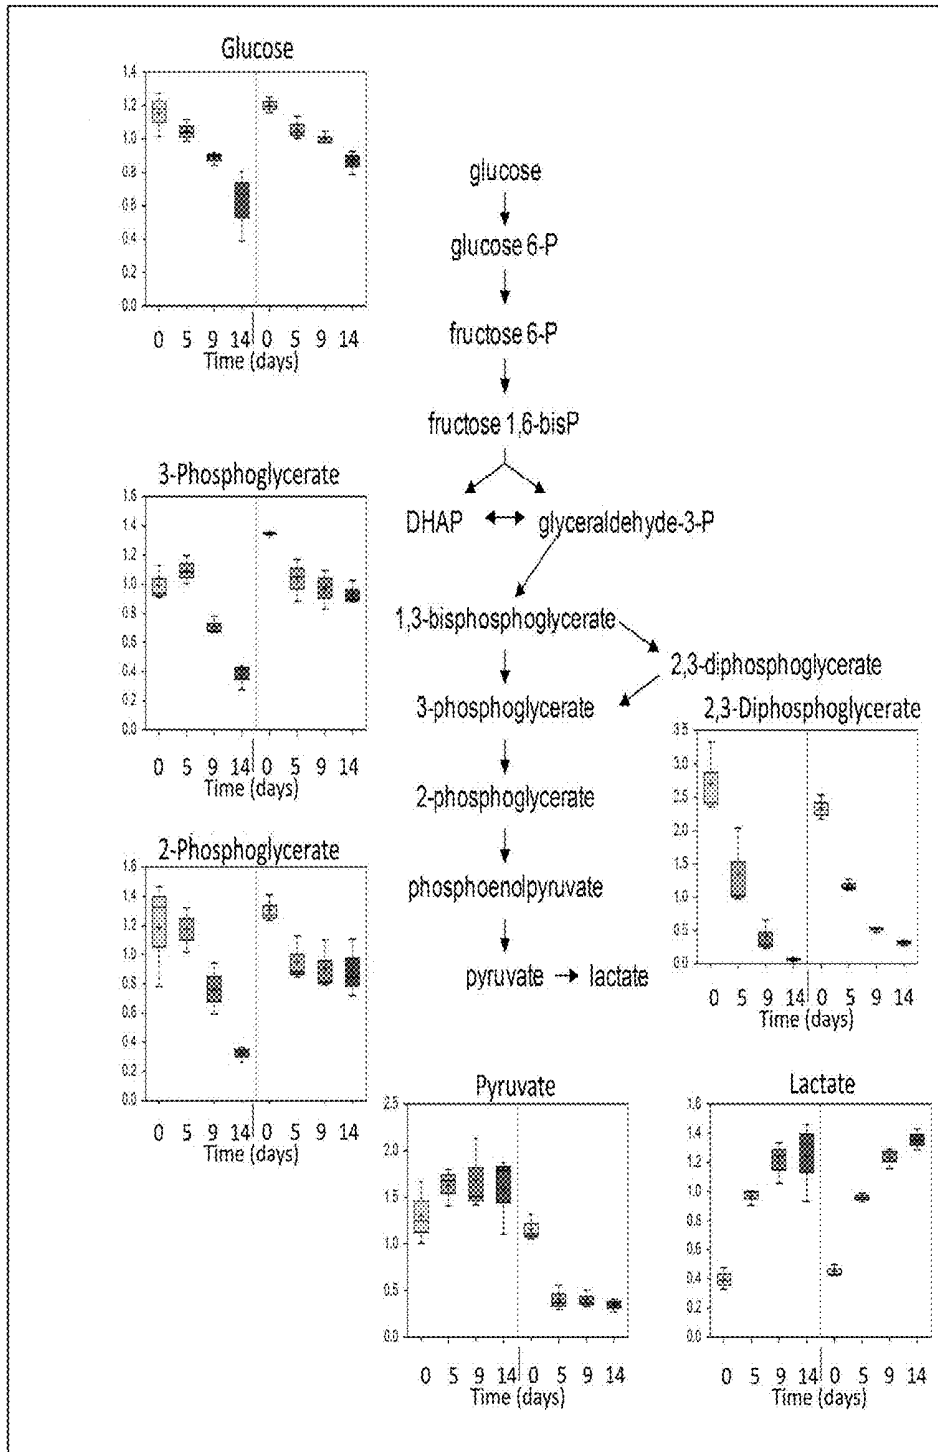 Glucose
1.4
1.2
1.0
0.8
0.6
0.4
0.2
0.0
0 5 9 14 0 5 9 14
Time (days)
glucose
glucose 6-P
fructose 6-P
fructose 1,6-bisP
DHAP glyceraldehyde-3-P
1,3-bisphosphoglycerate
2,3-diphosphoglycerate
3-phosphoglycerate
2-phosphoglycerate
phosphoenolpyruvate
pyruvate lactate
3-Phosphoglycerate
1.6
1.4
1.2
1.0
0.8
0.6
0.4
0.2
0.0
0 5 9 14 0 5 9 14
Time (days)
2,3-Diphosphoglycerate
3.5
3.0
2.5
2.0
1.5
1.0
0.5
0.0
0 5 9 14 0 5 9 14
Time (days)
2-Phosphoglycerate
1.6
1.4
1.2
1.0
0.8
0.6
0.4
0.2
0.0
0 5 9 14 0 5 9 14
Time (days)
Pyruvate
2.5
2.0
1.5
1.0
0.5
0.0
0 5 9 14 0 5 9 14
Time (days)
Lactate
1.6
1.4
1.2
1.0
0.8
0.6
0.4
0.2
0.0
0 5 9 14 0 5 9 14
Time (days)